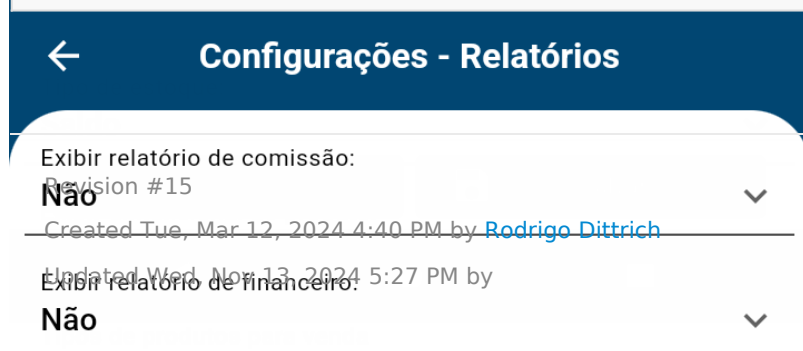 Configurações - Relatórios
Exibir relatório de comissão:
Revision #15
Não
Created Tue, Mar 12, 2024 4:40 PM by Rodrigo Dittrich
Updated Wed, Nov 13, 2024 5:27 PM by
Exibir relatório de financeiro:
Não